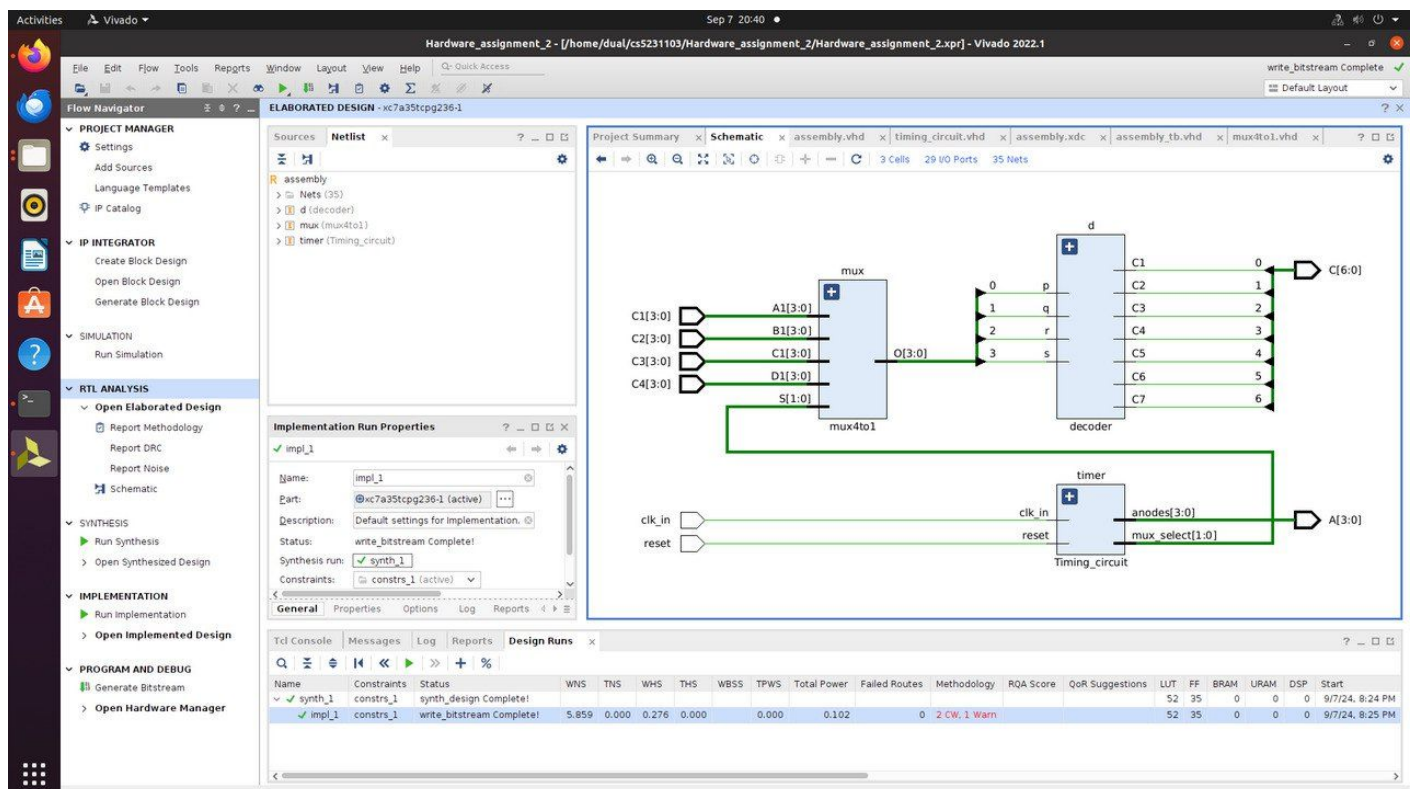 Activities Vivado Sep 7 20:40
Hardware_assignment_2 - [/home/dual/cs5231103/Hardware_assignment_2/Hardware_assignment_2.xpr] - Vivado 2022.1
File Edit Flow Tools Reports Window Layout View Help Q- Quick Access write_bitstream Complete
Default Layout
Flow Navigator
PROJECT MANAGER
Settings
Add Sources
Language Templates
IP Catalog
IP INTEGRATOR
Create Block Design
Open Block Design
Generate Block Design
SIMULATION
Run Simulation
RTL ANALYSIS
Open Elaborated Design
Report Methodology
Report DRC
Report Noise
Schematic
SYNTHESIS
Run Synthesis
Open Synthesized Design
IMPLEMENTATION
Run Implementation
Open Implemented Design
PROGRAM AND DEBUG
Generate Bitstream
Open Hardware Manager
ELABORATED DESIGN - xc7a35tcpg236-1
Sources Netlist
R assembly
Nets (35)
d (decoder)
mux (mux4to1)
timer (Timing_circuit)
Implementation Run Properties
impl_1
Name: impl_1
Part: xc7a35tcpg236-1 (active)
Description: Default settings for Implementation.
Status: write_bitstream Complete!
Synthesis run: synth_1
Constraints: constrs_1 (active)
General Properties Options Log Reports
Project Summary Schematic assembly.vhd timing_circuit.vhd assembly.xdc assembly_tb.vhd mux4to1.vhd
3 Cells 29 I/O Ports 35 Nets
d
C1 0 C[6:0]
mux
C2 1
0 p
C1[3:0] A1[3:0]
1 q C3 2
C2[3:0] B1[3:0]
2 r C4 3
C3[3:0] C1[3:0] O[3:0]
3 s C5 4
C4[3:0] D1[3:0]
C6 5
S[1:0]
C7 6
mux4to1
decoder
timer
clk_in clk_in anodes[3:0] A[3:0]
reset reset mux_select[1:0]
Timing_circuit
Tcl Console Messages Log Reports Design Runs
Name Constraints Status WNS TNS WHS THS WBSS TPWS Total Power Failed Routes Methodology RQA Score QoR Suggestions LUT FF BRAM URAM DSP Start
synth_1 constrs_1 synth_design Complete! 52 35 0 0 0 9/7/24, 8:24 PM
impl_1 constrs_1 write_bitstream Complete! 5.859 0.000 0.276 0.000 0.000 0.102 0 2 CW, 1 Warn 52 35 0 0 0 9/7/24, 8:25 PM